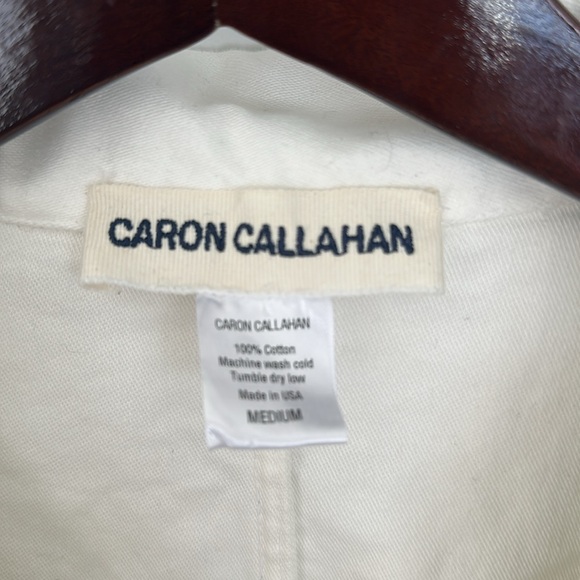 CARON CALLAHAN
CARON CALLAHAN
100% Cotton
Machine wash cold
Tumble dry low
Made in USA
MEDIUM